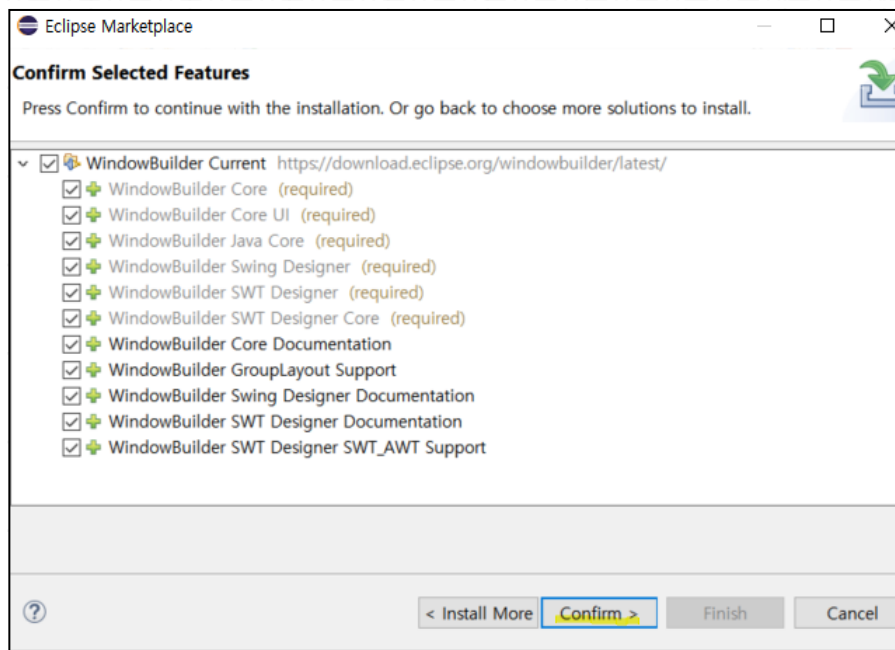 Eclipse Marketplace
Confirm Selected Features
Press Confirm to continue with the installation. Or go back to choose more solutions to install.
WindowBuilder Current https://download.eclipse.org/windowbuilder/latest/
WindowBuilder Core (required)
WindowBuilder Core UI (required)
WindowBuilder Java Core (required)
WindowBuilder Swing Designer (required)
WindowBuilder SWT Designer (required)
WindowBuilder SWT Designer Core (required)
WindowBuilder Core Documentation
WindowBuilder GroupLayout Support
WindowBuilder Swing Designer Documentation
WindowBuilder SWT Designer Documentation
WindowBuilder SWT Designer SWT_AWT Support
? < Install More Confirm > Finish Cancel